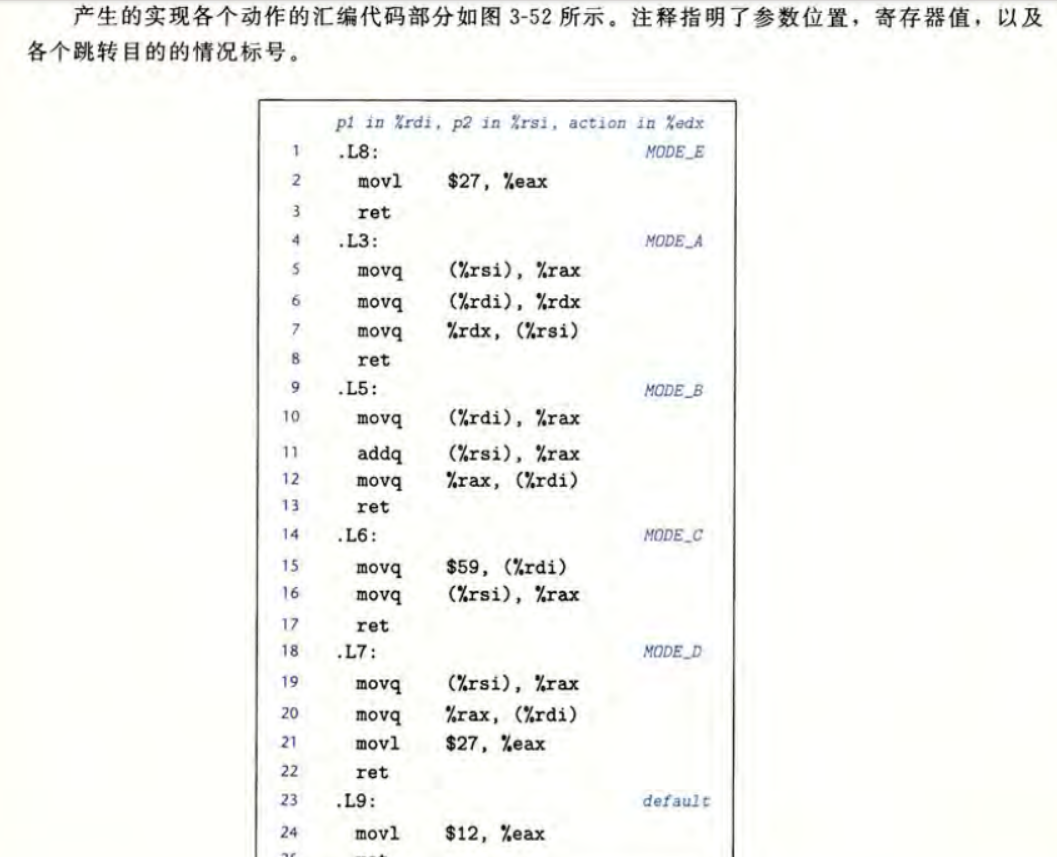 产生的实现各个动作的汇编代码部分如图 3-52 所示。注释指明了参数位置，寄存器值，以及
各个跳转目的的情况标号。
p1 in %rdi, p2 in %rsi, action in %edx
1 .L8: MODE_E
2 movl $27, %eax
3 ret
4 .L3: MODE_A
5 movq (%rsi), %rax
6 movq (%rdi), %rdx
7 movq %rdx, (%rsi)
8 ret
9 .L5: MODE_B
10 movq (%rdi), %rax
11 addq (%rsi), %rax
12 movq %rax, (%rdi)
13 ret
14 .L6: MODE_C
15 movq $59, (%rdi)
16 movq (%rsi), %rax
17 ret
18 .L7: MODE_D
19 movq (%rsi), %rax
20 movq %rax, (%rdi)
21 movl $27, %eax
22 ret
23 .L9: default
24 movl $12, %eax